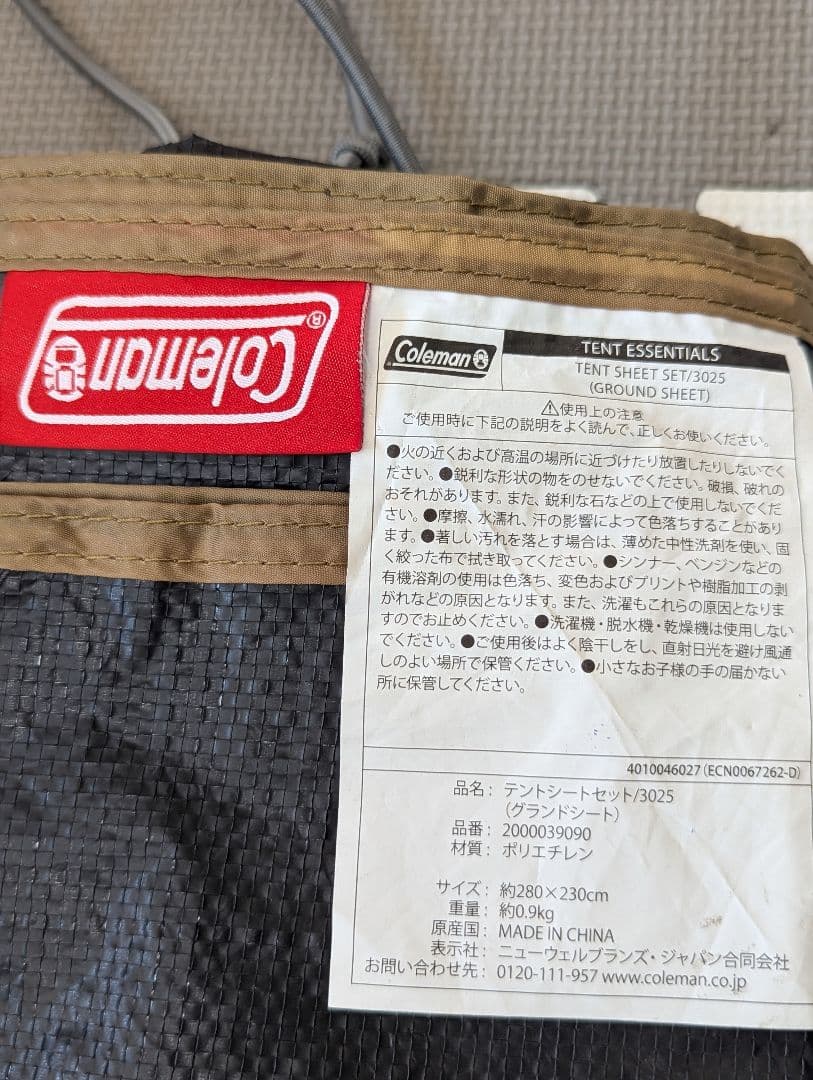 Coleman®
Coleman
TENT ESSENTIALS
TENT SHEET SET/3025
(GROUND SHEET)
⚠使用上の注意
ご使用時に下記の説明をよく読んで、正しくお使いください。
●火の近くおよび高温の場所に近づけたり放置したりしないでく
ださい。●鋭利な形状の物をのせないでください。破損、破れの
おそれがあります。また、鋭利な石などの上で使用しないでくだ
さい。●摩擦、水濡れ、汗の影響によって色落ちすることがあり
ます。●著しい汚れを落とす場合は、薄めた中性洗剤を使い、固
く絞った布で拭き取ってください。●シンナー、ベンジンなどの
有機溶剤の使用は色落ち、変色およびプリントや樹脂加工の剥
がれなどの原因となります。また、洗濯もこれらの原因となりま
すのでお止めください。●洗濯機・脱水機・乾燥機は使用しない
でください。●ご使用後はよく陰干しをし、直射日光を避け風通
しのよい場所で保管ください。●小さなお子様の手の届かない
所に保管してください。
4010046027(ECN0067262-D)
品名： テントシートセット/3025
(グランドシート)
品番： 2000039090
材質： ポリエチレン
サイズ： 約280×230cm
重量： 約0.9kg
原産国： MADE IN CHINA
表示社： ニューウェルブランズ・ジャパン合同会社
お問い合わせ先： 0120-111-957 www.coleman.co.jp